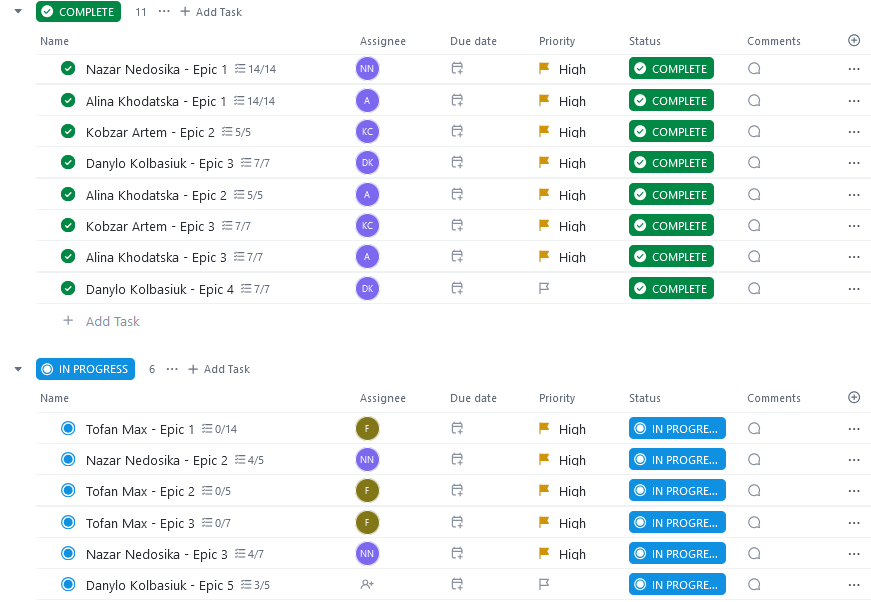 COMPLETE 11 ··· + Add Task
Name Assignee Due date Priority Status Comments
Nazar Nedosika - Epic 1 14/14 NN High COMPLETE
Alina Khodatska - Epic 1 14/14 A High COMPLETE
Kobzar Artem - Epic 2 5/5 KC High COMPLETE
Danylo Kolbasiuk - Epic 3 7/7 DK High COMPLETE
Alina Khodatska - Epic 2 5/5 A High COMPLETE
Kobzar Artem - Epic 3 7/7 KC High COMPLETE
Alina Khodatska - Epic 3 7/7 A High COMPLETE
Danylo Kolbasiuk - Epic 4 7/7 DK COMPLETE
+ Add Task
IN PROGRESS 6 ··· + Add Task
Name Assignee Due date Priority Status Comments
Tofan Max - Epic 1 0/14 F High IN PROGRE...
Nazar Nedosika - Epic 2 4/5 NN High IN PROGRE...
Tofan Max - Epic 2 0/5 F High IN PROGRE...
Tofan Max - Epic 3 0/7 F High IN PROGRE...
Nazar Nedosika - Epic 3 4/7 NN High IN PROGRE...
Danylo Kolbasiuk - Epic 5 3/5 IN PROGRE...